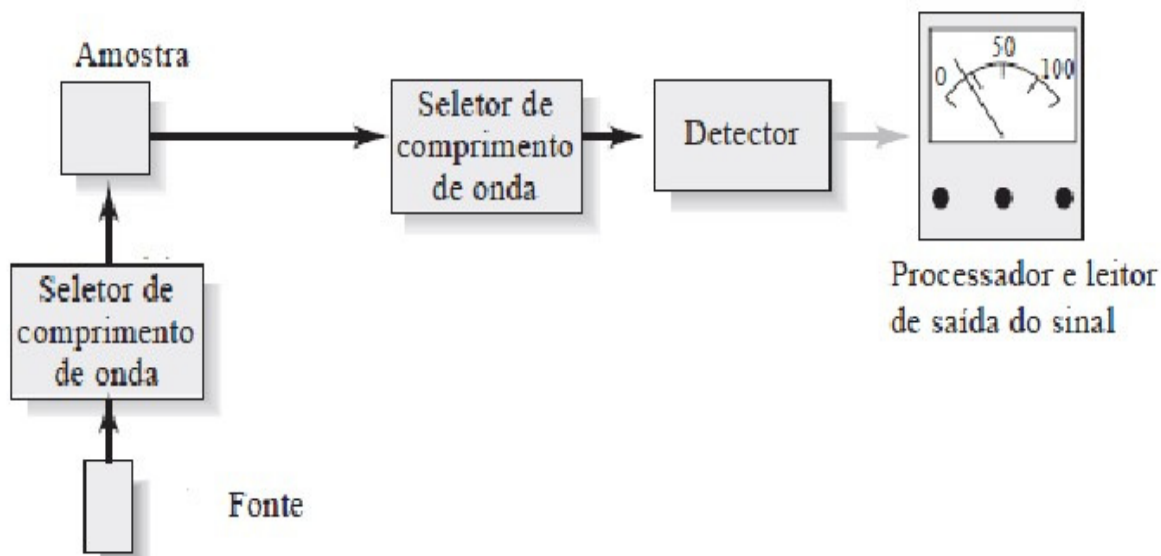 Amostra
Seletor de
comprimento
de onda
Detector
0
50
100
Processador e leitor
de saída do sinal
Seletor de
comprimento
de onda
Fonte